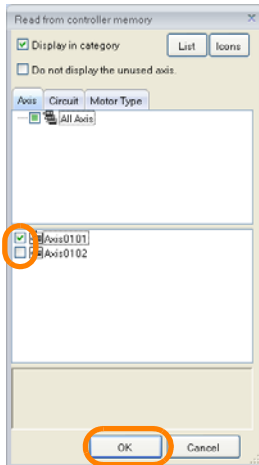 Read from controller memory
Display in category
List
Icons
Do not display the unused axis.
Axis
Circuit
Motor Type
All Axis
Axis0101
Axis0102
OK
Cancel